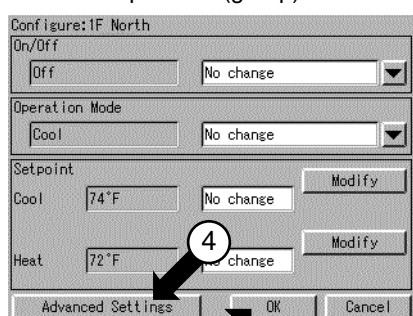 Configure:1F North
On/Off
Off No change
Operation Mode
Cool No change
Setpoint
Modify
Cool 74°F No change
4
Modify
Heat 72°F change
Advanced Settings OK Cancel